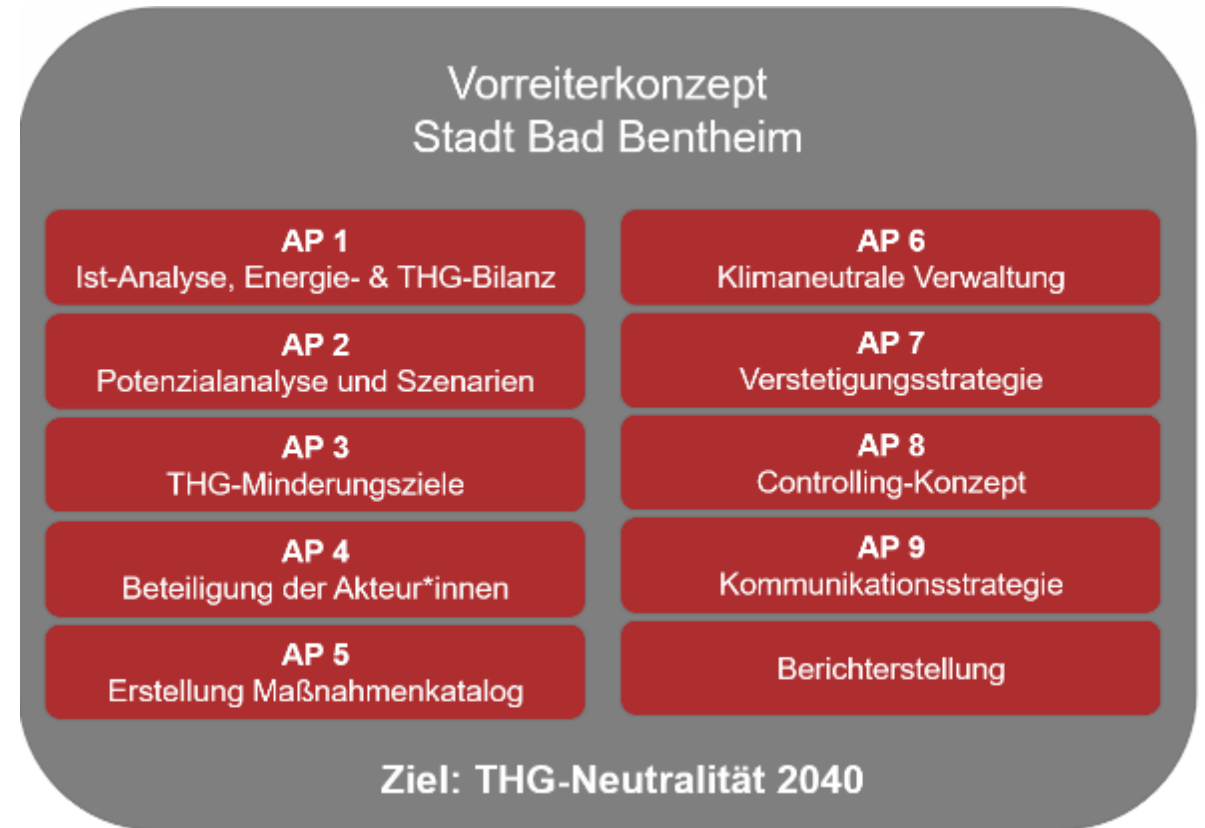 Vorreiterkonzept
Stadt Bad Bentheim
AP 1
Ist-Analyse, Energie- & THG-Bilanz
AP 2
Potenzialanalyse und Szenarien
AP 3
THG-Minderungsziele
AP 4
Beteiligung der Akteur*innen
AP 5
Erstellung Maßnahmenkatalog
AP 6
Klimaneutrale Verwaltung
AP 7
Verstetigungsstrategie
AP 8
Controlling-Konzept
AP 9
Kommunikationsstrategie
Berichterstellung
Ziel: THG-Neutralität 2040